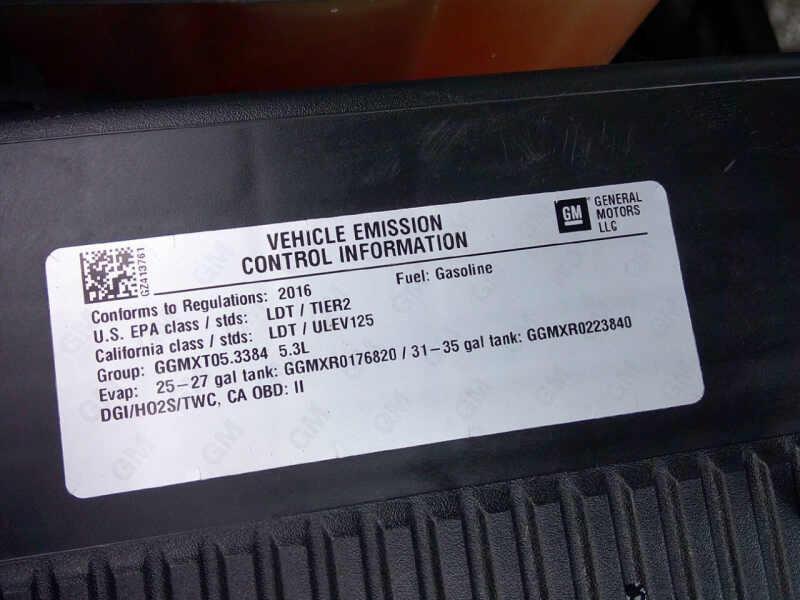 VEHICLE EMISSION
CONTROL INFORMATION
GM
GENERAL
MOTORS
LLC
GZ413761
Conforms to Regulations: 2016
Fuel: Gasoline
U.S. EPA class / stds: LDT / TIER2
California class / stds: LDT / ULEV125
Group: GGMXT05.3384 5.3L
Evap: 25-27 gal tank: GGMXR0176820 / 31-35 gal tank: GGMXR0223840
DGI/HO2S/TWC, CA OBD: II